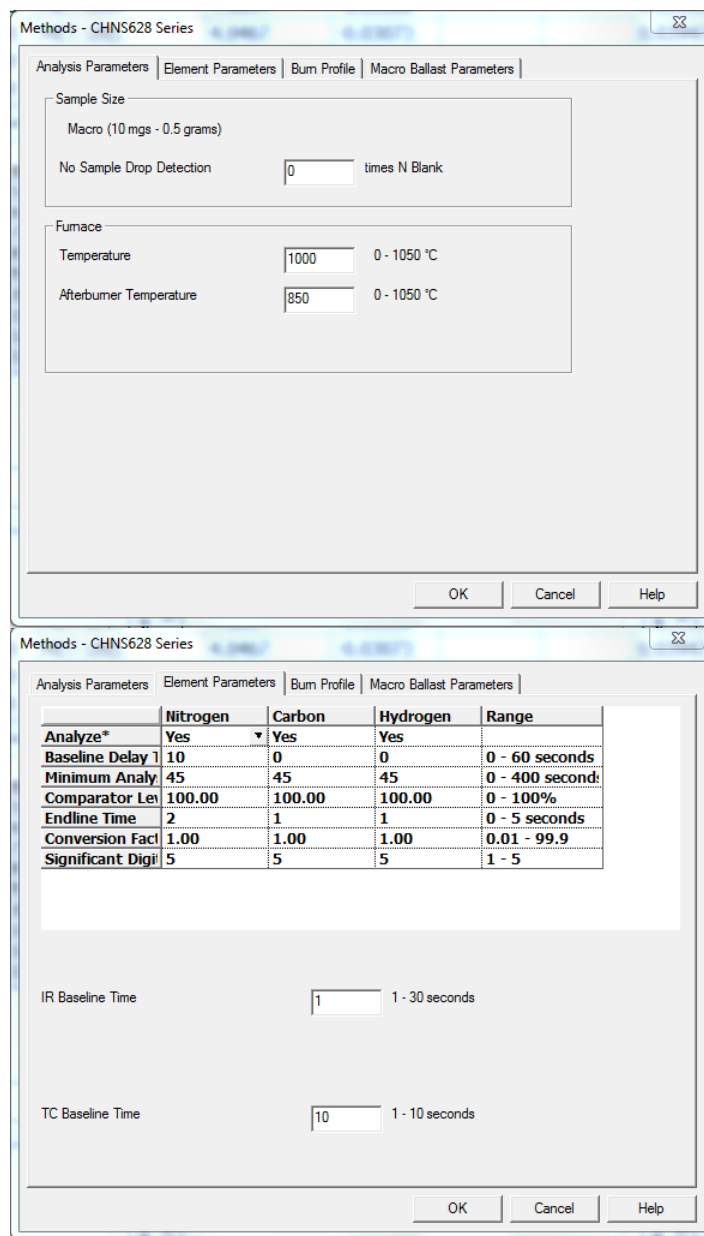 Methods - CHNS628 Series
Analysis Parameters Element Parameters Burn Profile Macro Ballast Parameters
Sample Size
Macro (10 mgs - 0.5 grams)
No Sample Drop Detection 0 times N Blank
Furnace
Temperature 1000 0 - 1050 °C
Afterburner Temperature 850 0 - 1050 °C
OK Cancel Help
Methods - CHNS628 Series
Analysis Parameters Element Parameters Burn Profile Macro Ballast Parameters
Nitrogen Carbon Hydrogen Range
Analyze* Yes Yes Yes
Baseline Delay T 10 0 0 0 - 60 seconds
Minimum Analy: 45 45 45 0 - 400 second:
Comparator Lev 100.00 100.00 100.00 0 - 100%
Endline Time 2 1 1 0 - 5 seconds
Conversion Fact 1.00 1.00 1.00 0.01 - 99.9
Significant Digit 5 5 5 1 - 5
IR Baseline Time 1 1 - 30 seconds
TC Baseline Time 10 1 - 10 seconds
OK Cancel Help